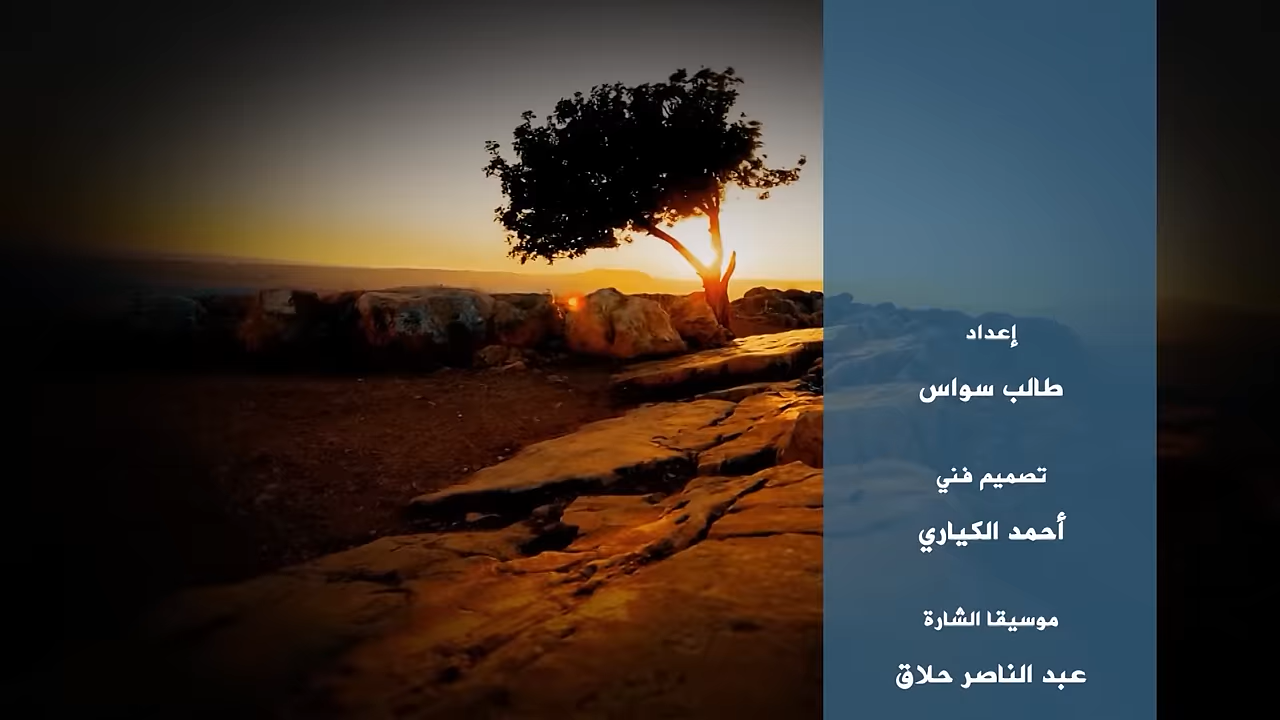 إعداد
طالب سواس
تصميم فني
أحمد الكياري
موسيقا الشارة
عبد الناصر حلاق